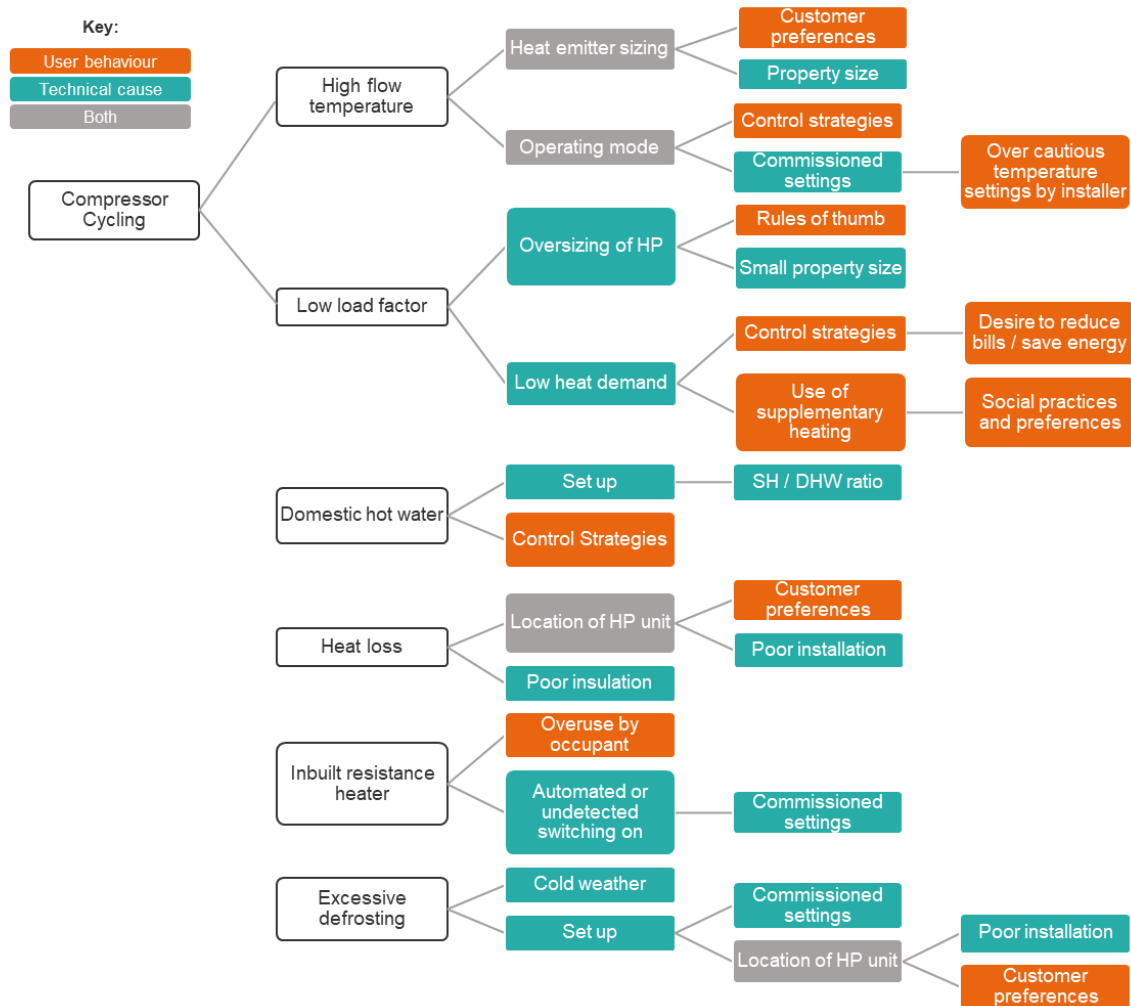 Key:
User behaviour
Technical cause
Both
Compressor
Cycling
High flow
temperature
Heat emitter sizing
Customer
preferences
Property size
Operating mode
Control strategies
Commissioned
settings
Over cautious
temperature
settings by installer
Low load factor
Oversizing of HP
Rules of thumb
Small property size
Low heat demand
Control strategies
Desire to reduce
bills / save energy
Use of
supplementary
heating
Social practices
and preferences
Domestic hot water
Set up
SH / DHW ratio
Control Strategies
Heat loss
Location of HP unit
Customer
preferences
Poor installation
Poor insulation
Inbuilt resistance
heater
Overuse by
occupant
Automated or
undetected
switching on
Commissioned
settings
Excessive
defrosting
Cold weather
Set up
Commissioned
settings
Location of HP unit
Poor installation
Customer
preferences